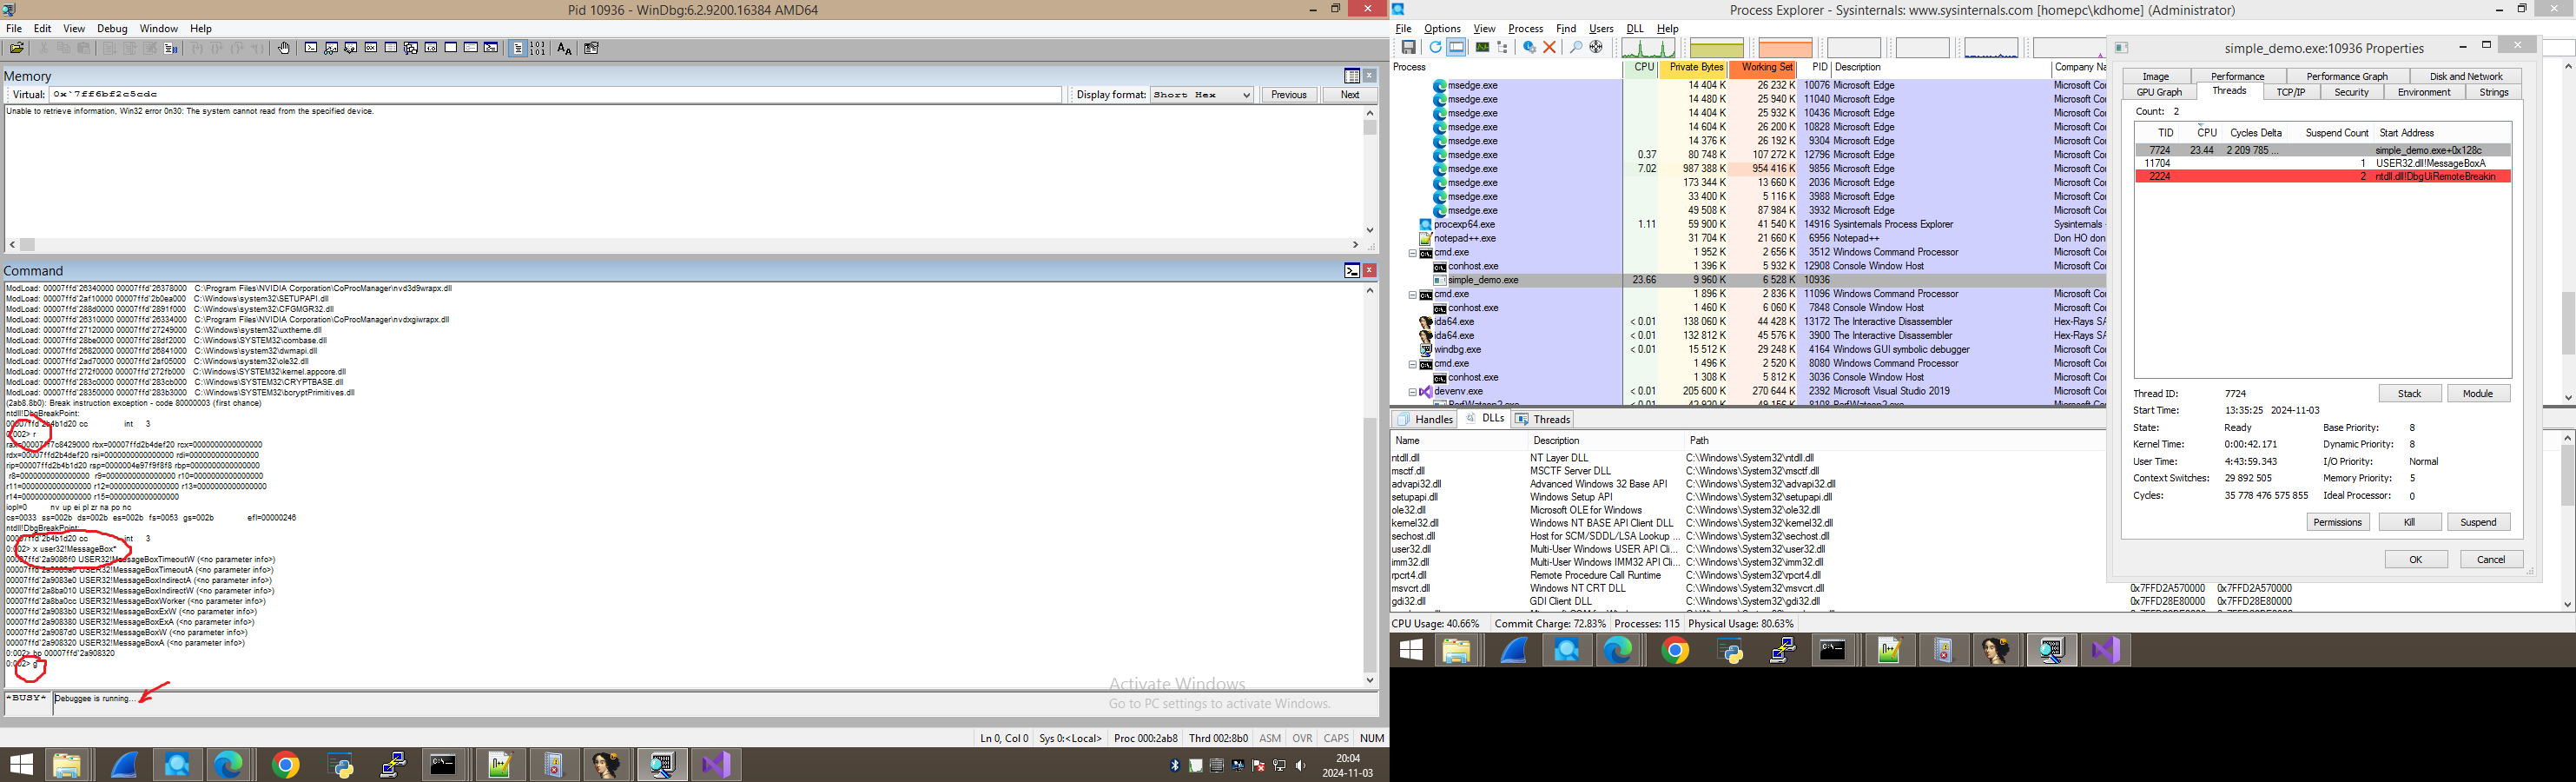 Pid 10936 - WinDbg:6.2.9200.16384 AMD64
File Edit View Debug Window Help
Memory
Virtual: 0x`7ff6bf2c5cdc Display format: Short Hex Previous Next
Unable to retrieve information, Win32 error 0n30: The system cannot read from the specified device.
Command
ModLoad: 00007ffd`26340000 00007ffd`26378000 C:\Program Files\NVIDIA Corporation\CoProcManager\nvd3d9wrapx.dll
ModLoad: 00007ffd`2af10000 00007ffd`2b0ea000 C:\Windows\system32\SETUPAPI.dll
ModLoad: 00007ffd`288d0000 00007ffd`2891f000 C:\Windows\system32\CFGMGR32.dll
ModLoad: 00007ffd`26310000 00007ffd`26334000 C:\Program Files\NVIDIA Corporation\CoProcManager\nvdxgiwrapx.dll
ModLoad: 00007ffd`27120000 00007ffd`27249000 C:\Windows\system32\uxtheme.dll
ModLoad: 00007ffd`28be0000 00007ffd`28df2000 C:\Windows\SYSTEM32\combase.dll
ModLoad: 00007ffd`26820000 00007ffd`26841000 C:\Windows\system32\dwmapi.dll
ModLoad: 00007ffd`2ad70000 00007ffd`2af05000 C:\Windows\system32\ole32.dll
ModLoad: 00007ffd`272f0000 00007ffd`272fb000 C:\Windows\SYSTEM32\kernel.appcore.dll
ModLoad: 00007ffd`283c0000 00007ffd`283cb000 C:\Windows\SYSTEM32\CRYPTBASE.dll
ModLoad: 00007ffd`28350000 00007ffd`283b3000 C:\Windows\SYSTEM32\bcryptPrimitives.dll
(2ab8.8b0): Break instruction exception - code 80000003 (first chance)
ntdll!DbgBreakPoint:
00007ffd`2b4b1d20 cc int 3
0:002> r
rax=00007ff7c8429000 rbx=00007ffd2b4def20 rcx=0000000000000000
rdx=00007ffd2b4def20 rsi=0000000000000000 rdi=0000000000000000
rip=00007ffd2b4b1d20 rsp=0000004e97f9f8f8 rbp=0000000000000000
r8=0000000000000000 r9=0000000000000000 r10=0000000000000000
r11=0000000000000000 r12=0000000000000000 r13=0000000000000000
r14=0000000000000000 r15=0000000000000000
iopl=0 nv up ei pl zr na po nc
cs=0033 ss=002b ds=002b es=002b fs=0053 gs=002b efl=00000246
ntdll!DbgBreakPoint:
00007ffd`2b4b1d20 cc int 3
0:002> x user32!MessageBox*
00007ffd`2a9086f0 USER32!MessageBoxTimeoutW (<no parameter info>)
USER32!MessageBoxTimeoutA (<no parameter info>)
00007ffd`2a9083e0 USER32!MessageBoxIndirectA (<no parameter info>)
00007ffd`2a8ba010 USER32!MessageBoxIndirectW (<no parameter info>)
00007ffd`2a8ba0cc USER32!MessageBoxWorker (<no parameter info>)
00007ffd`2a9083b0 USER32!MessageBoxExW (<no parameter info>)
00007ffd`2a908380 USER32!MessageBoxExA (<no parameter info>)
00007ffd`2a9087d0 USER32!MessageBoxW (<no parameter info>)
00007ffd`2a908320 USER32!MessageBoxA (<no parameter info>)
0:002> bp 00007ffd`2a908320
0:002> g
*BUSY* Debuggee is running...
Activate Windows
Go to PC settings to activate Windows.
Ln 0, Col 0 Sys 0:<Local> Proc 000:2ab8 Thrd 002:8b0 ASM OVR CAPS NUM
20:04
2024-11-03
Process Explorer - Sysinternals: www.sysinternals.com [homepc\kdhome] (Administrator)
File Options View Process Find Users DLL Help
Process CPU Private Bytes Working Set PID Description Company Na
msedge.exe 14 404 K 26 232 K 10076 Microsoft Edge Microsoft Co
msedge.exe 14 480 K 25 940 K 11040 Microsoft Edge Microsoft Co
msedge.exe 14 404 K 25 932 K 10436 Microsoft Edge Microsoft Co
msedge.exe 14 604 K 26 200 K 10828 Microsoft Edge Microsoft Co
msedge.exe 14 376 K 26 192 K 9304 Microsoft Edge Microsoft Co
msedge.exe 0.37 80 748 K 107 272 K 12796 Microsoft Edge Microsoft Co
msedge.exe 7.02 987 388 K 954 416 K 9856 Microsoft Edge Microsoft Co
msedge.exe 173 344 K 13 660 K 2036 Microsoft Edge Microsoft Co
msedge.exe 33 400 K 5 116 K 3988 Microsoft Edge Microsoft Co
msedge.exe 49 508 K 87 984 K 3932 Microsoft Edge Microsoft Co
procexp64.exe 1.11 59 900 K 41 540 K 14916 Sysinternals Process Explorer Sysinternals -
notepad++.exe 31 704 K 21 660 K 6956 Notepad++ Don HO don
cmd.exe 1 952 K 2 656 K 3512 Windows Command Processor Microsoft Co
conhost.exe 1 396 K 5 932 K 12908 Console Window Host Microsoft Co
simple_demo.exe 23.66 9 960 K 6 528 K 10936
cmd.exe 1 896 K 2 836 K 11096 Windows Command Processor Microsoft Co
conhost.exe 1 460 K 6 060 K 7848 Console Window Host Microsoft Co
ida64.exe < 0.01 138 060 K 44 428 K 13172 The Interactive Disassembler Hex-Rays SA
ida64.exe < 0.01 132 812 K 45 576 K 3900 The Interactive Disassembler Hex-Rays SA
windbg.exe < 0.01 15 512 K 29 248 K 4164 Windows GUI symbolic debugger Microsoft Co
cmd.exe 1 496 K 2 520 K 8080 Windows Command Processor Microsoft Co
conhost.exe 1 308 K 5 812 K 3036 Console Window Host Microsoft Co
devenv.exe < 0.01 205 600 K 270 644 K 2392 Microsoft Visual Studio 2019 Microsoft Co
Handles DLLs Threads
Name Description Path
ntdll.dll NT Layer DLL C:\Windows\System32\ntdll.dll
msctf.dll MSCTF Server DLL C:\Windows\System32\msctf.dll
advapi32.dll Advanced Windows 32 Base API C:\Windows\System32\advapi32.dll
setupapi.dll Windows Setup API C:\Windows\System32\setupapi.dll
ole32.dll Microsoft OLE for Windows C:\Windows\System32\ole32.dll
kernel32.dll Windows NT BASE API Client DLL C:\Windows\System32\kernel32.dll
sechost.dll Host for SCM/SDDL/LSA Lookup ... C:\Windows\System32\sechost.dll
user32.dll Multi-User Windows USER API Cli... C:\Windows\System32\user32.dll
imm32.dll Multi-User Windows IMM32 API Cl... C:\Windows\System32\imm32.dll
rpcrt4.dll Remote Procedure Call Runtime C:\Windows\System32\rpcrt4.dll
msvcrt.dll Windows NT CRT DLL C:\Windows\System32\msvcrt.dll 0x7FFD2A570000 0x7FFD2A570000
gdi32.dll GDI Client DLL C:\Windows\System32\gdi32.dll 0x7FFD28E80000 0x7FFD28E80000
CPU Usage: 40.66% Commit Charge: 72.83% Processes: 115 Physical Usage: 80.63%
simple_demo.exe:10936 Properties
Image Performance Performance Graph Disk and Network
GPU Graph Threads TCP/IP Security Environment Strings
Count: 2
TID CPU Cycles Delta Suspend Count Start Address
7724 23.44 2 209 785 ... simple_demo.exe+0x128c
11704 1 USER32.dll!MessageBoxA
2224 2 ntdll.dll!DbgUiRemoteBreakin
Thread ID: 7724 Stack Module
Start Time: 13:35:25 2024-11-03
State: Ready Base Priority: 8
Kernel Time: 0:00:42.171 Dynamic Priority: 8
User Time: 4:43:59.343 I/O Priority: Normal
Context Switches: 29 892 505 Memory Priority: 5
Cycles: 35 778 476 575 855 Ideal Processor: 0
Permissions Kill Suspend
OK Cancel